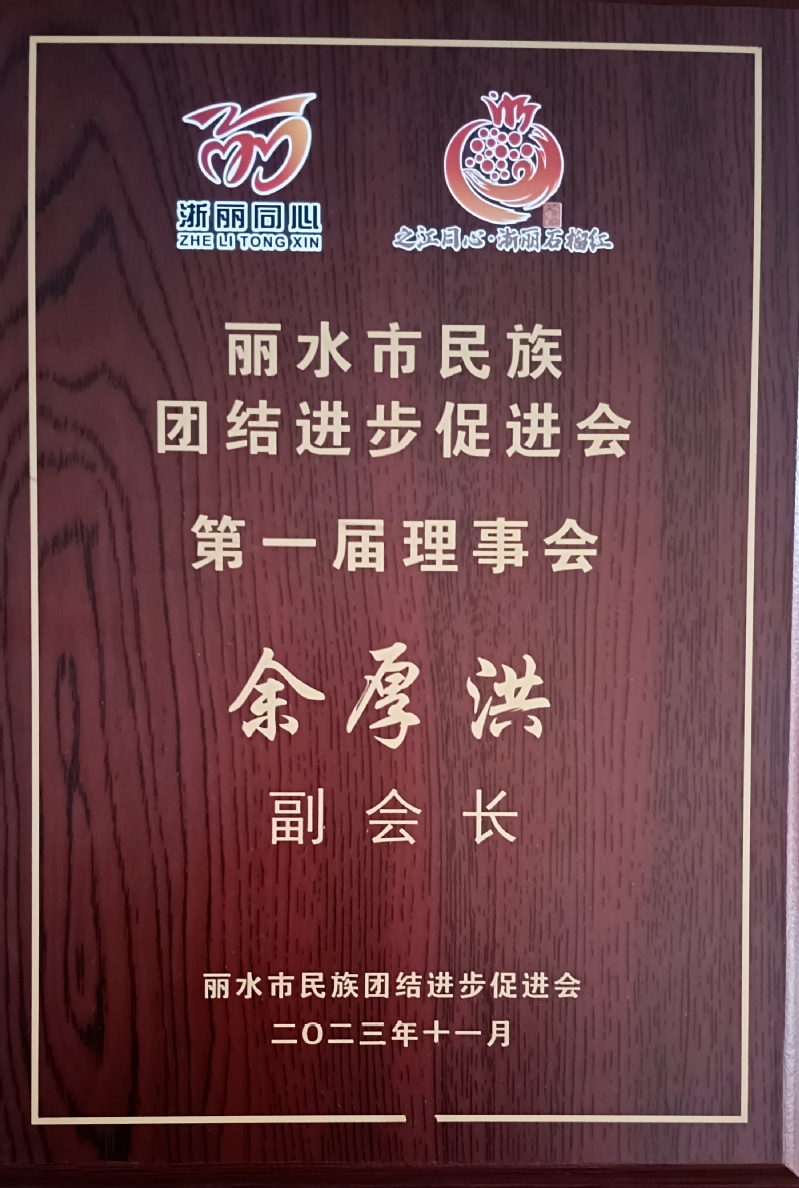 浙丽同心
ZHE LI TONG XIN
之江同心·浙丽石榴红
丽水市民族
团结进步促进会
第一届理事会
余厚洪
副会长
丽水市民族团结进步促进会
二〇二三年十一月